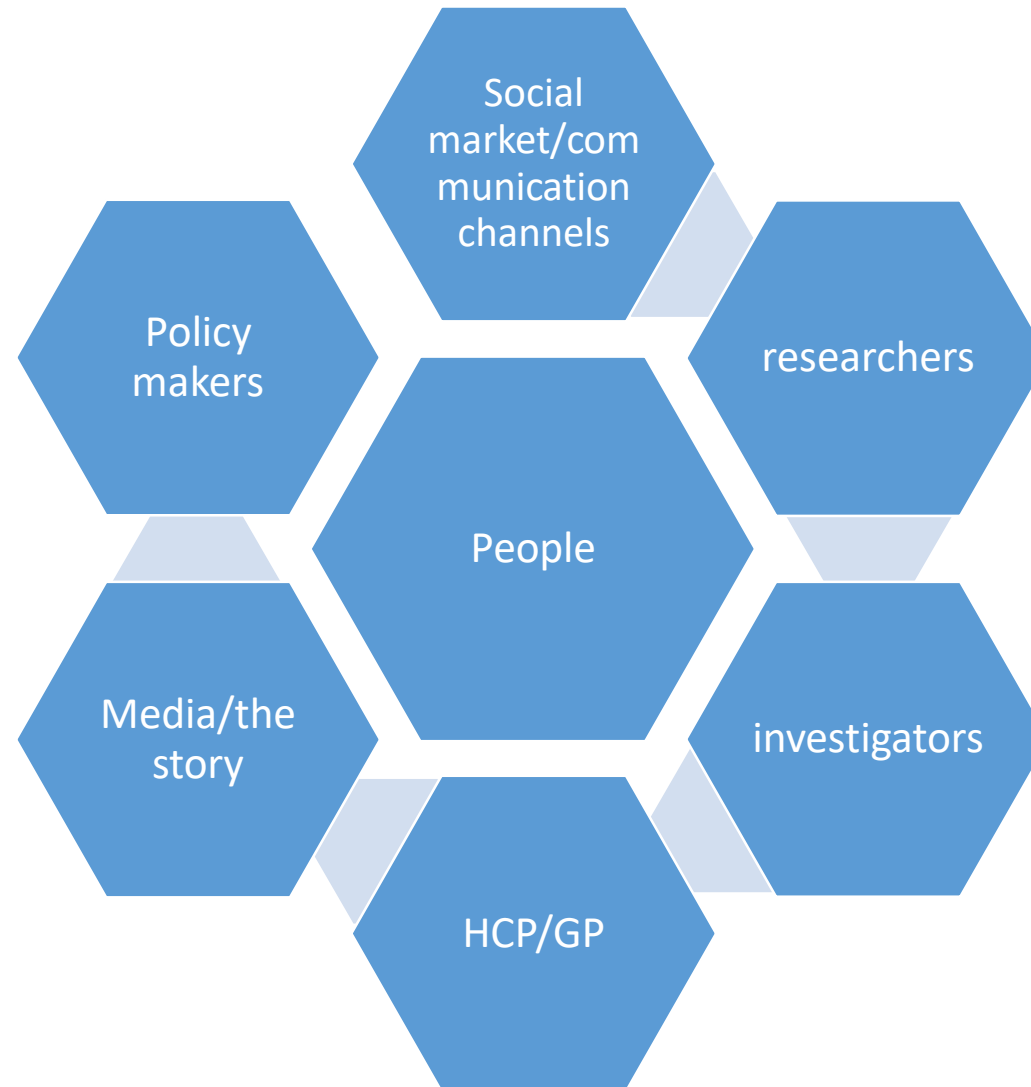 Social
market/com
munication
channels
researchers
investigators
HCP/GP
Media/the
story
Policy
makers
People